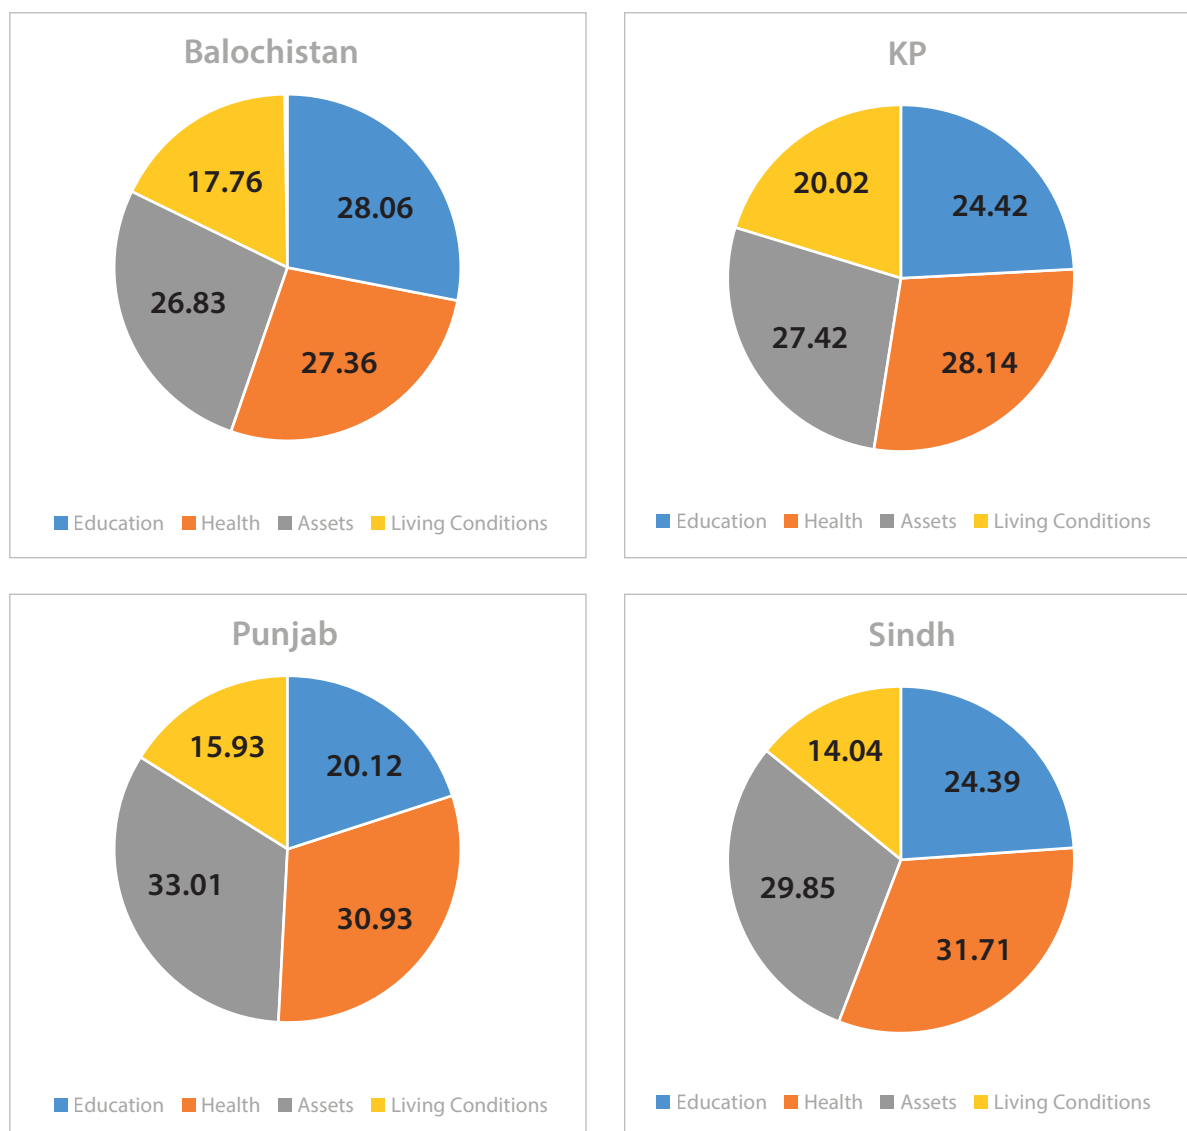 Balochistan
17.76
28.06
26.83
27.36
Education Health Assets Living Conditions
KP
20.02
24.42
27.42
28.14
Education Health Assets Living Conditions
Punjab
15.93
20.12
33.01
30.93
Education Health Assets Living Conditions
Sindh
14.04
24.39
29.85
31.71
Education Health Assets Living Conditions